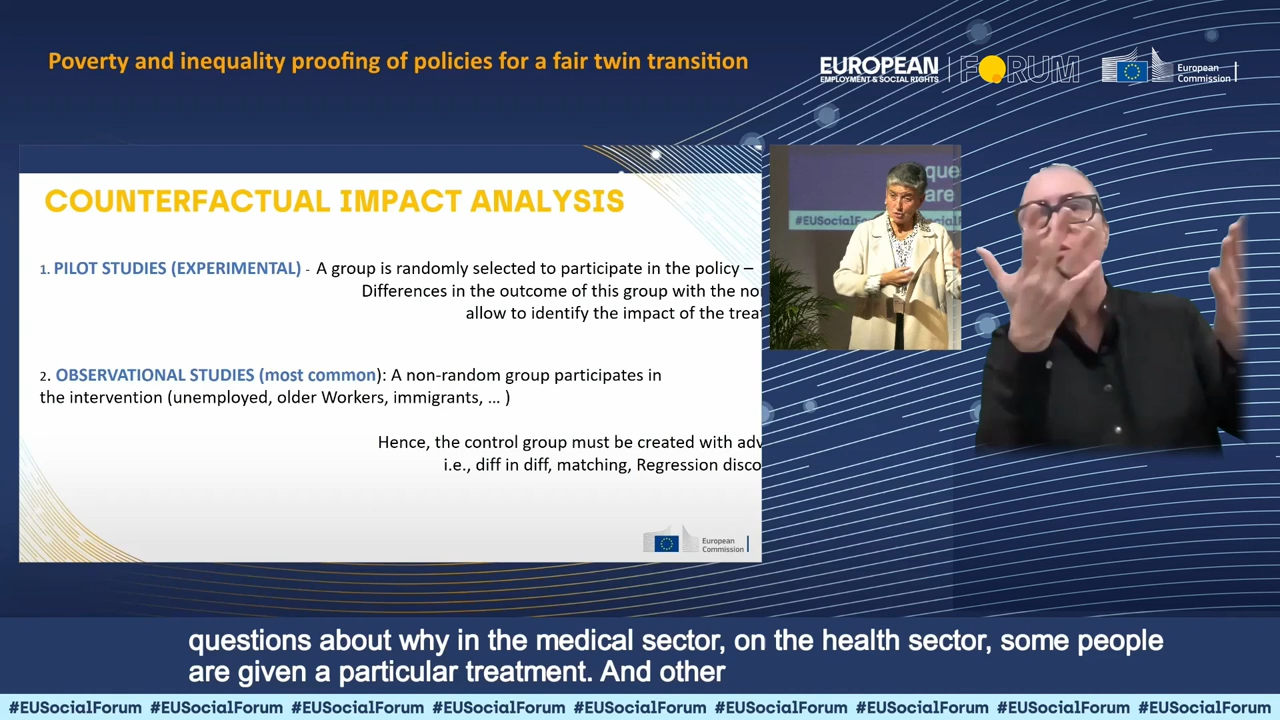 Poverty and inequality proofing of policies for a fair twin transition
EUROPEAN
EMPLOYMENT & SOCIAL RIGHTS
FORUM
European
Commission
COUNTERFACTUAL IMPACT ANALYSIS
1. PILOT STUDIES (EXPERIMENTAL) - A group is randomly selected to participate in the policy –
Differences in the outcome of this group with the
allow to identify the impact of the
2. OBSERVATIONAL STUDIES (most common): A non-random group participates in
the intervention (unemployed, older Workers, immigrants, ... )
Hence, the control group must be created with
i.e., diff in diff, matching, Regression
European
Commission
que
are
#EUSocialFo
questions about why in the medical sector, on the health sector, some people
are given a particular treatment. And other
#EUSocialForum #EUSocialForum #EUSocialForum #EUSocialForum #EUSocialForum #EUSocialForum #EUSocialForum #EUSocialForum #EUSocialForum